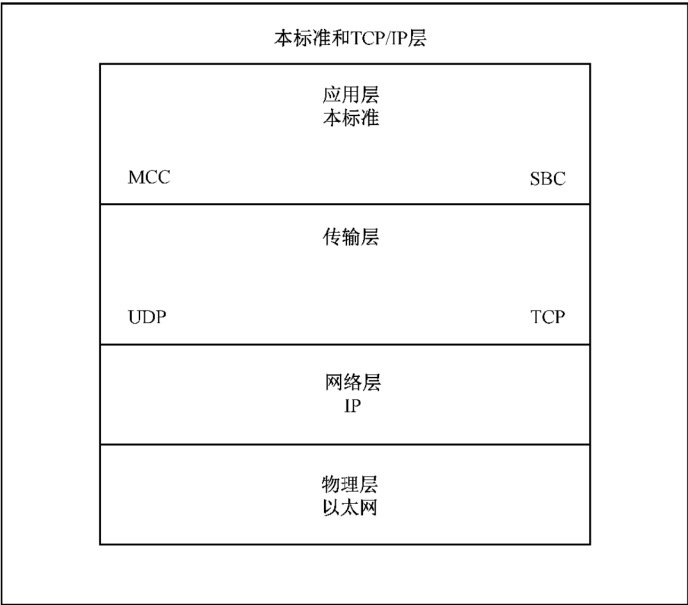 本标准和TCP/IP层
应用层
本标准
MCC
SBC
传输层
UDP
TCP
网络层
IP
物理层
以太网